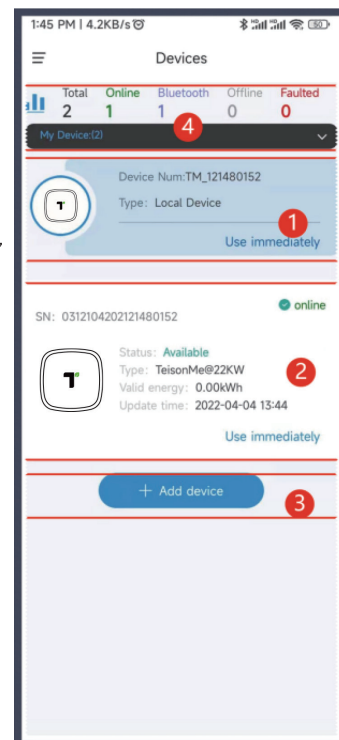 1:45 PM | 4.2KB/s
50
Devices
Total Online Bluetooth Offline Faulted
2 1 1 0 0
4
My Device:(2)
Device Num:TM_121480152
T
Type: Local Device
1
Use immediately
online
SN: 0312104202121480152
Status: Available
T
Type: TeisonMe@22KW
2
Valid energy: 0.00kWh
Update time: 2022-04-04 13:44
Use immediately
+ Add device
3